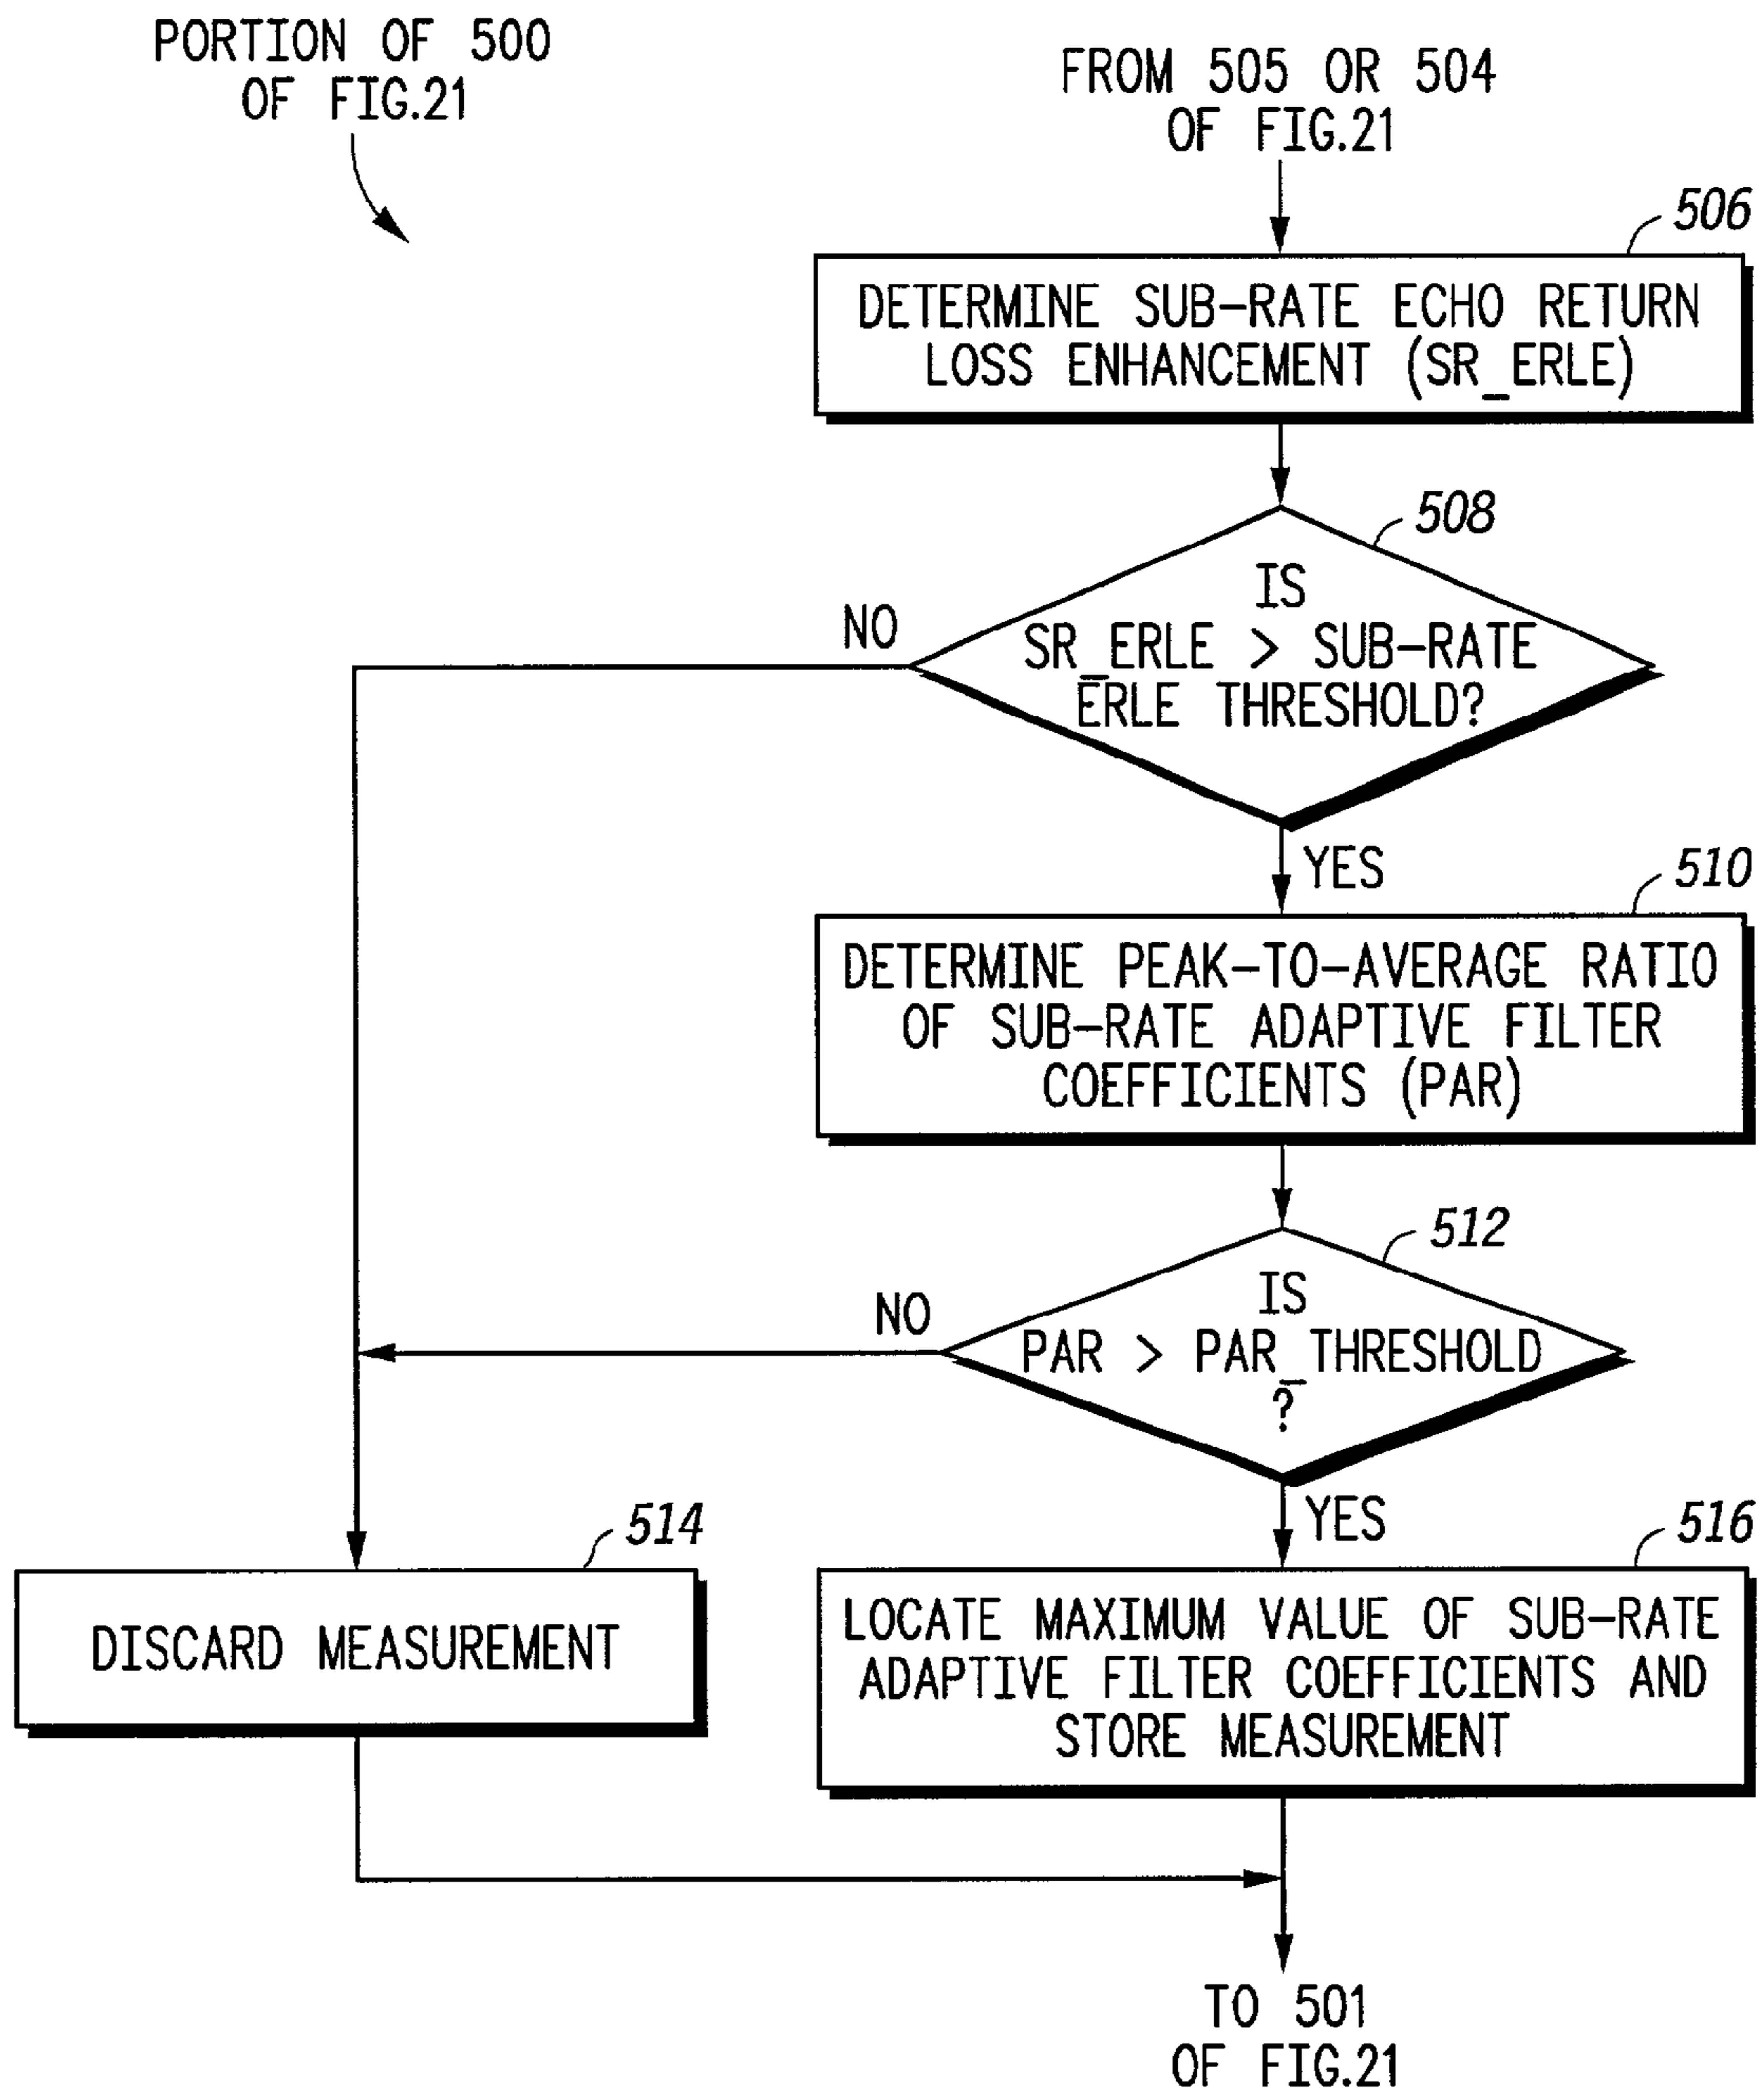 PORTION OF 500
OF FIG.21
FROM 505 OR 504
OF FIG.21
506
DETERMINE SUB-RATE ECHO RETURN
LOSS ENHANCEMENT (SR_ERLE)
508
IS
SR_ERLE > SUB-RATE
ERLE THRESHOLD?
NO
YES
510
DETERMINE PEAK-TO-AVERAGE RATIO
OF SUB-RATE ADAPTIVE FILTER
COEFFICIENTS (PAR)
512
IS
PAR > PAR_THRESHOLD
?
NO
YES
514
DISCARD MEASUREMENT
516
LOCATE MAXIMUM VALUE OF SUB-RATE
ADAPTIVE FILTER COEFFICIENTS AND
STORE MEASUREMENT
TO 501
OF FIG.21